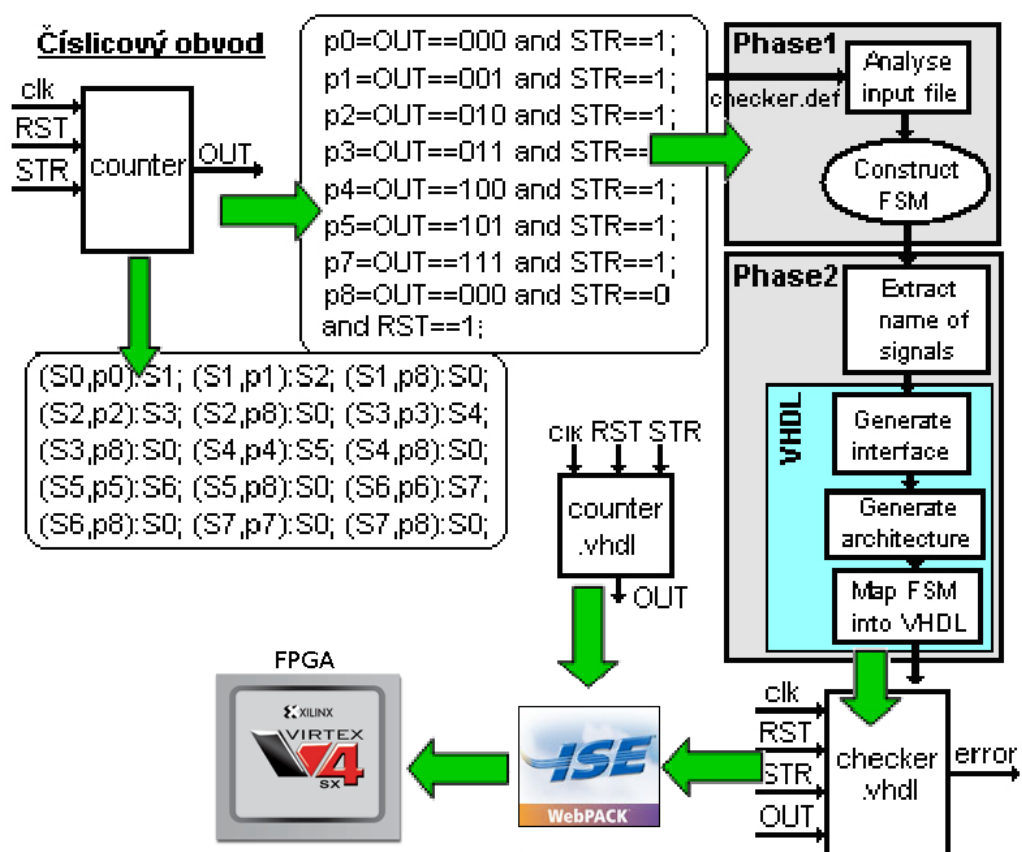 Číslicový obvod
clk
RST
STR
counter
OUT
p0=OUT==000 and STR==1;
p1=OUT==001 and STR==1;
p2=OUT==010 and STR==1;
p3=OUT==011 and STR==
p4=OUT==100 and STR==1;
p5=OUT==101 and STR==1;
p7=OUT==111 and STR==1;
p8=OUT==000 and STR==0
and RST==1;
checker.def
Phase1
Analyse
input file
Construct
FSM
Phase2
Extract
name of
signals
VHDL
Generate
interface
Generate
architecture
Map FSM
into VHDL
(S0,p0):S1; (S1,p1):S2; (S1,p8):S0;
(S2,p2):S3; (S2,p8):S0; (S3,p3):S4;
(S3,p8):S0; (S4,p4):S5; (S4,p8):S0;
(S5,p5):S6; (S5,p8):S0; (S6,p6):S7;
(S6,p8):S0; (S7,p7):S0; (S7,p8):S0;
clk RST STR
counter
.vhdl
OUT
FPGA
XILINX
VIRTEX
4
SX
ISE
WebPACK
clk
RST
STR
OUT
checker
.vhdl
error